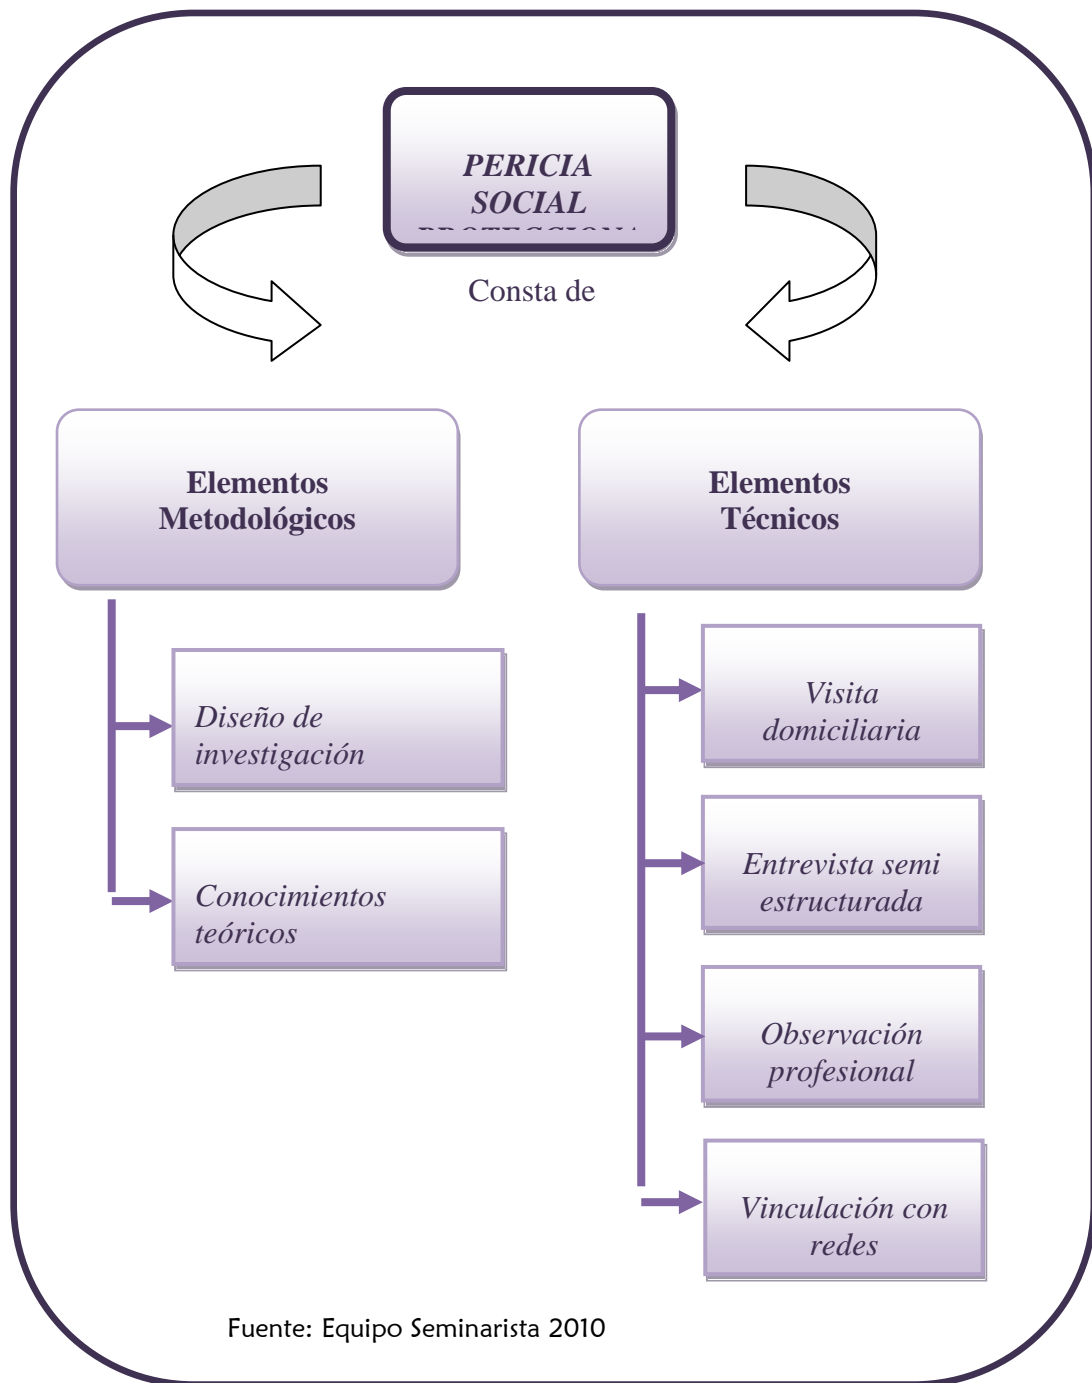 PERICIA
SOCIAL
Consta de
Elementos
Metodológicos
Diseño de
investigación
Conocimientos
teóricos
Elementos
Técnicos
Visita
domiciliaria
Entrevista semi
estructurada
Observación
profesional
Vinculación con
redes
Fuente: Equipo Seminarista 2010